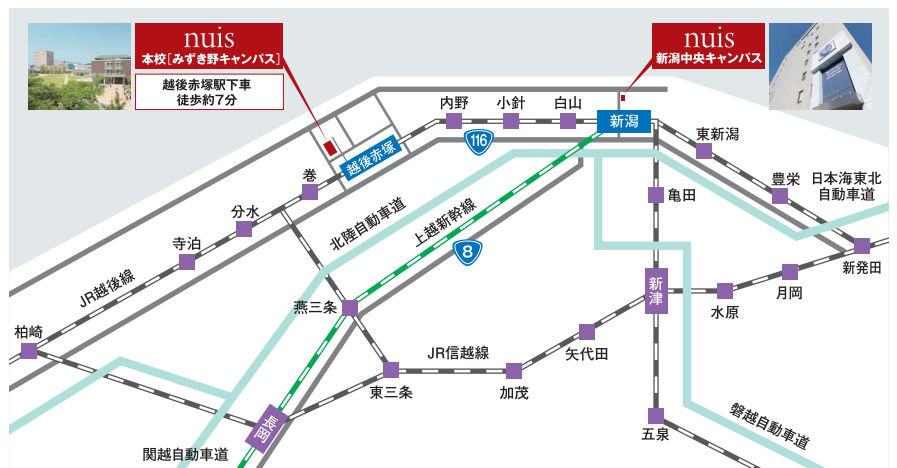 nuis
本校[みずき野キャンパス]
越後赤塚駅下車
徒歩約7分
nuis
新潟中央キャンパス
内野
小針
白山
新潟
116
越後赤塚
東新潟
巻
豊栄
日本海東北
自動車道
亀田
分水
北陸自動車道
上越新幹線
寺泊
8
新発田
JR越後線
月岡
新津
水原
燕三条
柏崎
矢代田
JR信越線
東三条
加茂
長岡
磐越自動車道
五泉
関越自動車道